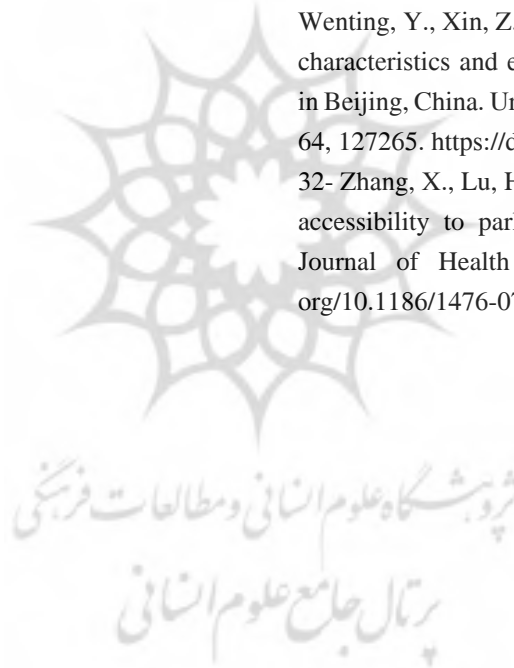 Wenting, Y., Xin, Z.
characteristics and e
in Beijing, China. Ur
64, 127265. https://d
32- Zhang, X., Lu, H
accessibility to par
Journal of Health
org/10.1186/1476-07
پژوهشگاه علوم انسانی و مطالعات فرهنگی
پرتال جامع علوم انسانی